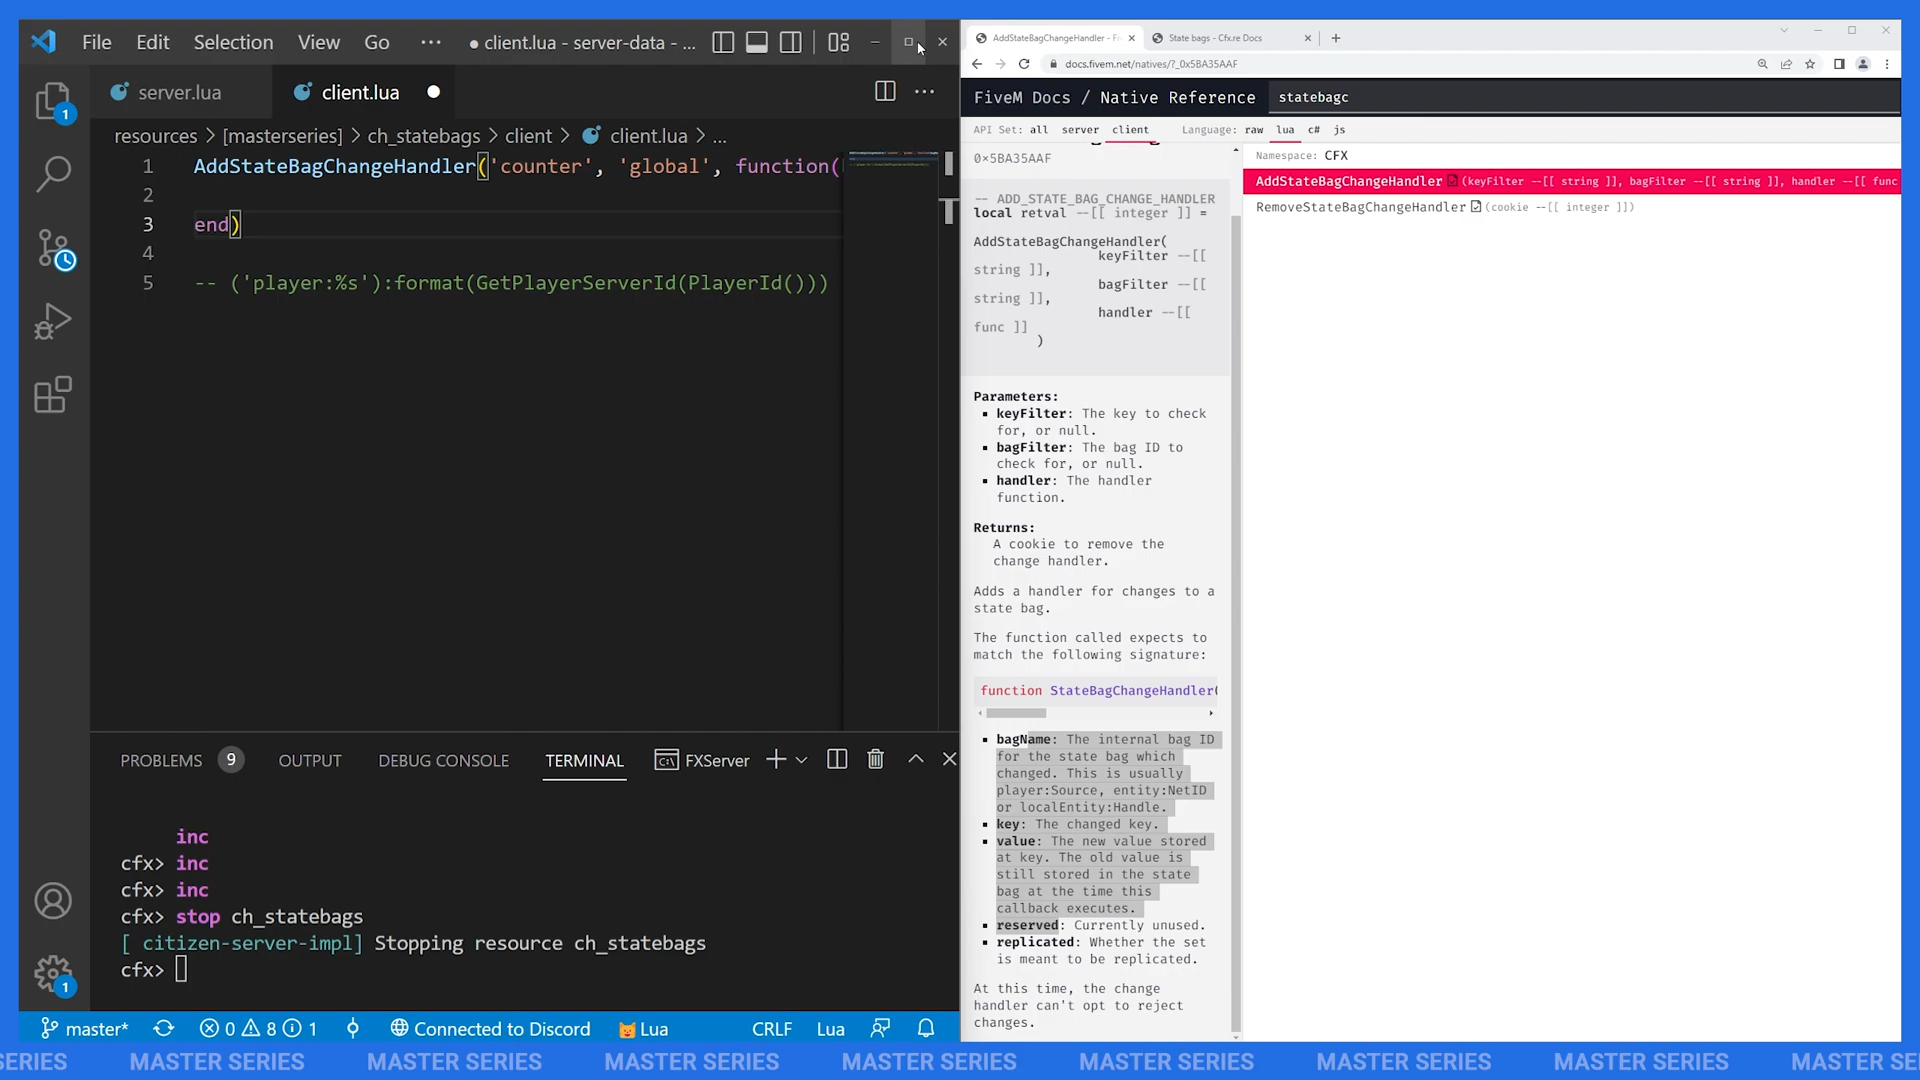 File Edit Selection View Go ··· ● client.lua - server-data - ...
server.lua client.lua ●
resources > [masterseries] > ch_statebags > client > client.lua > ...
1 AddStateBagChangeHandler('counter', 'global', function(
2
3 end)
4
5 -- ('player:%s'):format(GetPlayerServerId(PlayerId()))
1
1
PROBLEMS 9 OUTPUT DEBUG CONSOLE TERMINAL FXServer
inc
cfx> inc
cfx> inc
cfx> stop ch_statebags
[ citizen-server-impl] Stopping resource ch_statebags
cfx>
master* 0 8 1 Connected to Discord Lua CRLF Lua
AddStateBagChangeHandler - F State bags - Cfx.re Docs
docs.fivem.net/natives/?_0x5BA35AAF
FiveM Docs / Native Reference statebagc
API Set: all server client Language: raw lua c# js
0×5BA35AAF
-- ADD_STATE_BAG_CHANGE_HANDLER
local retval --[[ integer ]] =
AddStateBagChangeHandler(
keyFilter --[[
string ]],
bagFilter --[[
string ]],
handler --[[
func ]]
)
Parameters:
keyFilter: The key to check
for, or null.
bagFilter: The bag ID to
check for, or null.
handler: The handler
function.
Returns:
A cookie to remove the
change handler.
Adds a handler for changes to a
state bag.
The function called expects to
match the following signature:
function StateBagChangeHandler(
bagName: The internal bag ID
for the state bag which
changed. This is usually
player:Source, entity:NetID
or localEntity:Handle.
key: The changed key.
value: The new value stored
at key. The old value is
still stored in the state
bag at the time this
callback executes.
reserved: Currently unused.
replicated: Whether the set
is meant to be replicated.
At this time, the change
handler can't opt to reject
changes.
Namespace: CFX
AddStateBagChangeHandler (keyFilter --[[ string ]], bagFilter --[[ string ]], handler --[[ func
RemoveStateBagChangeHandler (cookie --[[ integer ]])
SERIES MASTER SERIES MASTER SERIES MASTER SERIES MASTER SERIES MASTER SERIES MASTER SERIES MASTER SERIES MASTER SE